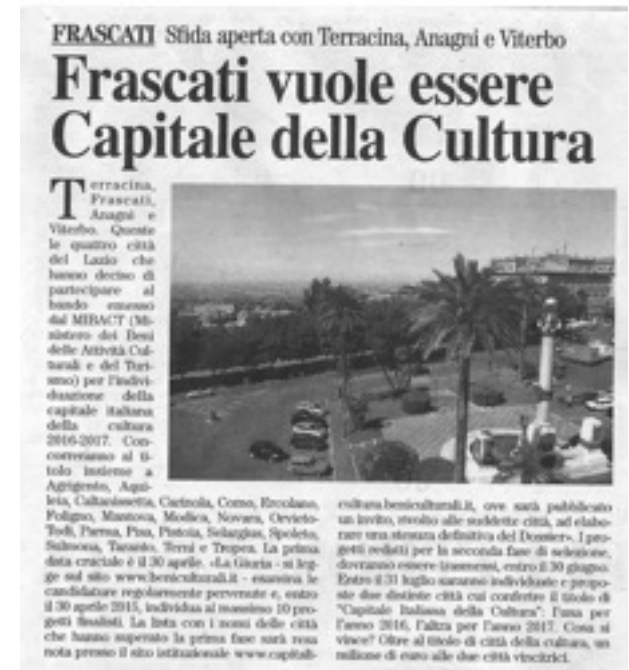 FRASCATI Sfida aperta con Terracina, Anagni e Viterbo
Frascati vuole essere
Capitale della Cultura
Terracina,
Frascati,
Anagni e
Viterbo. Queste
le quattro città
del Lazio che
hanno deciso di
partecipare al
bando emesso
dal MIBACT (Mi-
nistero dei Beni
delle Attività Cul-
turali e del Turi-
smo) per l'indivi-
duazione della
capitale italiana
della cultura
2016-2017. Con-
correranno al ti-
tolo insieme a
Agrigento, Aqui-
leia, Caltanissetta, Carinola, Como, Ercolano,
Foligno, Mantova, Modica, Novara, Orvieto-
Todi, Parma, Pisa, Pistoia, Selargius, Spoleto,
Sulmona, Taranto, Terni e Tropea. La prima
data cruciale è il 30 aprile. «La Giuria - si leg-
ge sul sito www.beniculturali.it - esamina le
candidature regolarmente pervenute e, entro
il 30 aprile 2015, individua al massimo 10 pro-
getti finalisti. La lista con i nomi delle città
che hanno superato la prima fase sarà resa
nota presso il sito istituzionale www.capitali-
cultura.beniculturali.it, ove sarà pubblicato
un invito, rivolto alle suddette città, ad elabo-
rare una stesura definitiva del Dossier». I pro-
getti redatti per la seconda fase di selezione,
dovranno essere trasmessi, entro il 30 giugno.
Entro il 31 luglio saranno individuate e propo-
ste due distinte città cui conferire il titolo di
"Capitale Italiana della Cultura": l'una per
l'anno 2016, l'altra per l'anno 2017. Cosa si
vince? Oltre al titolo di città della cultura, un
milione di euro alle due città vincitrici.